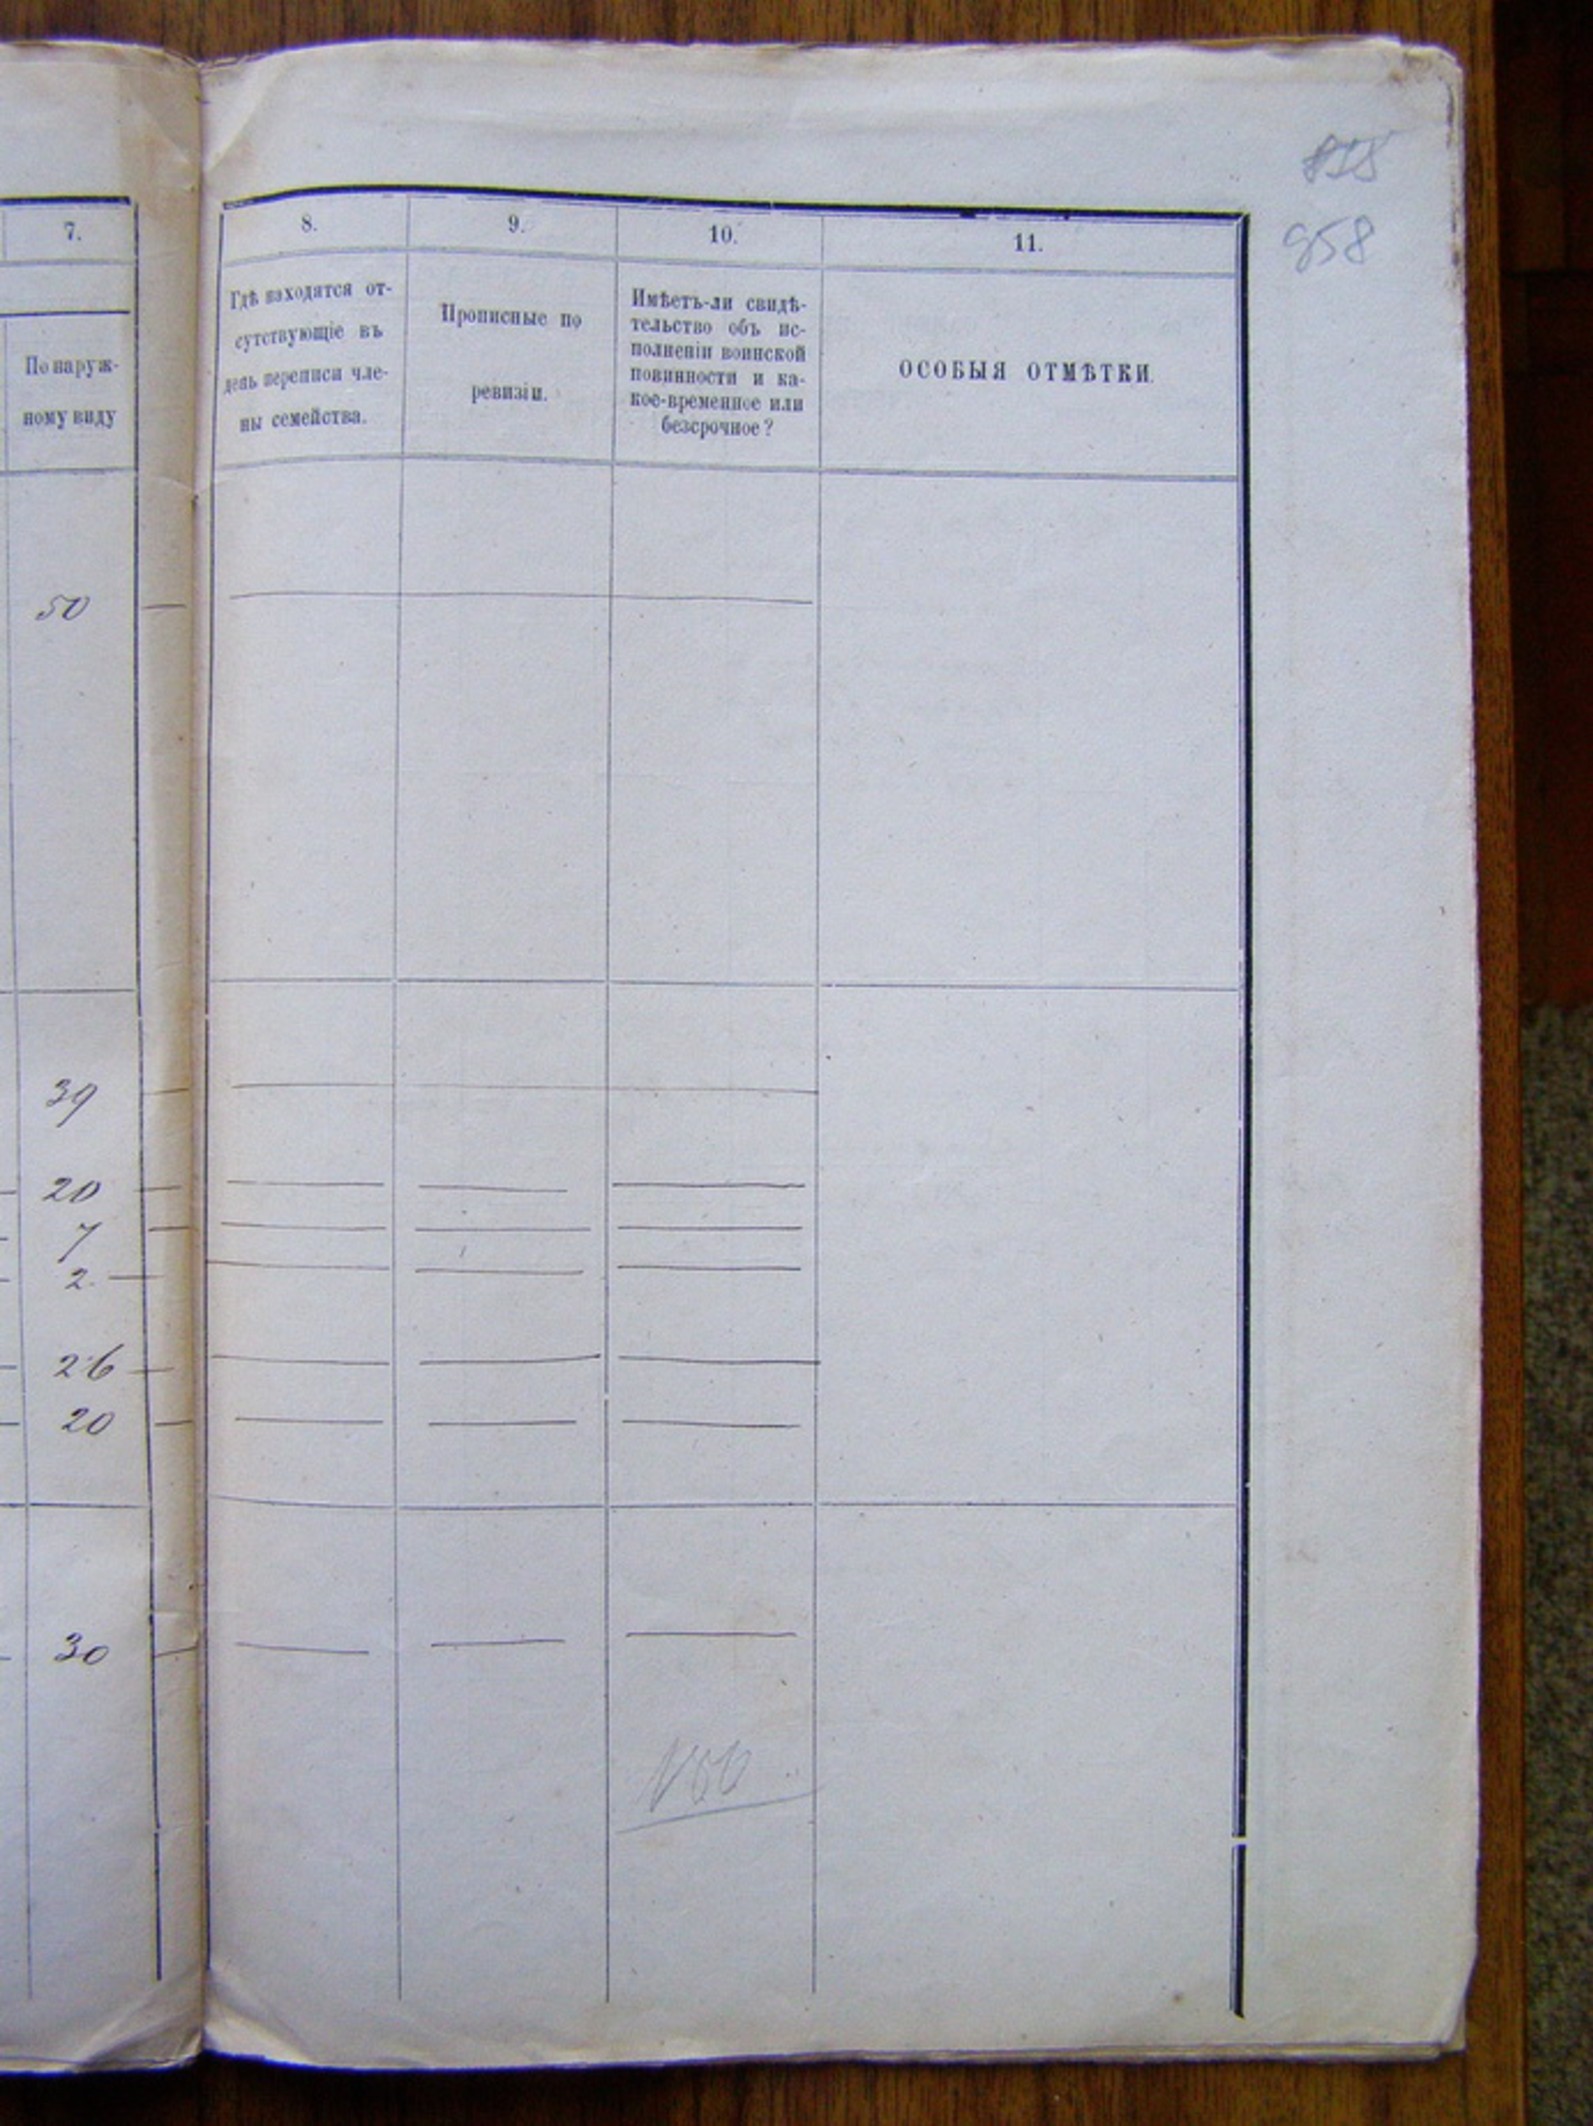 958
7.
8.
9.
10.
11.
По наруж-
ному виду
Гдѣ находятся от-
сутствующіе въ
день переписи чле-
ны семейства.
Прописные по
ревизіи.
Имѣетъ-ли свидѣ-
тельство объ ис-
полненіи воинской
повинности и ка-
кое-временное или
безсрочное?
ОСОБЫЯ ОТМѢТКИ.
50
39
20
7
2.
26
20
30